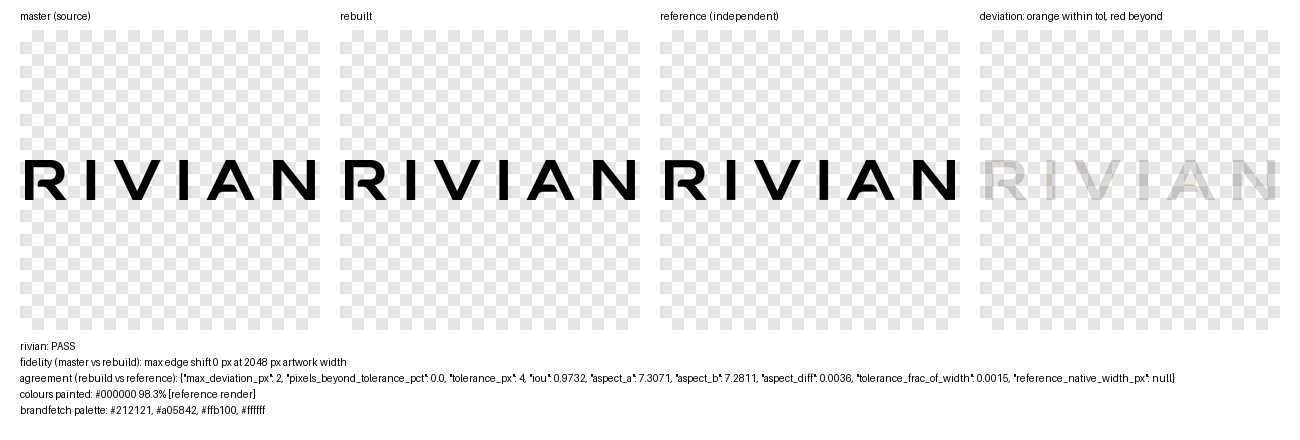 master (source)
rebuilt
reference (independent)
deviation: orange within tol, red beyond
RIVIAN
RIVIAN
RIVIAN
RIVIAN
rivian: PASS
fidelity (master vs rebuild): max edge shift 0 px at 2048 px artwork width
agreement (rebuild vs reference): {"max_deviation_px": 2, "pixels_beyond_tolerance_pct": 0.0, "tolerance_px": 4, "iou": 0.9732, "aspect_a": 7.3071, "aspect_b": 7.2811, "aspect_diff": 0.0036, "tolerance_frac_of_width": 0.0015, "reference_native_width_px": null}
colours painted: #000000 98.3% [reference render]
brandfetch palette: #212121, #a05842, #ffb100, #ffffff